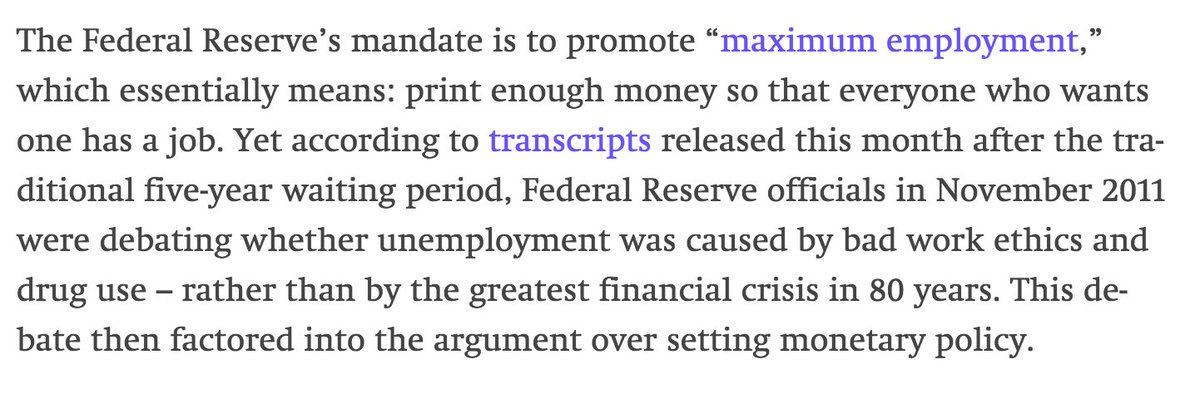 The Federal Reserve’s mandate is to promote “maximum employment,”
which essentially means: print enough money so that everyone who wants
one has a job. Yet according to transcripts released this month after the tra-
ditional five-year waiting period, Federal Reserve officials in November 2011
were debating whether unemployment was caused by bad work ethics and
drug use – rather than by the greatest financial crisis in 80 years. This de-
bate then factored into the argument over setting monetary policy.